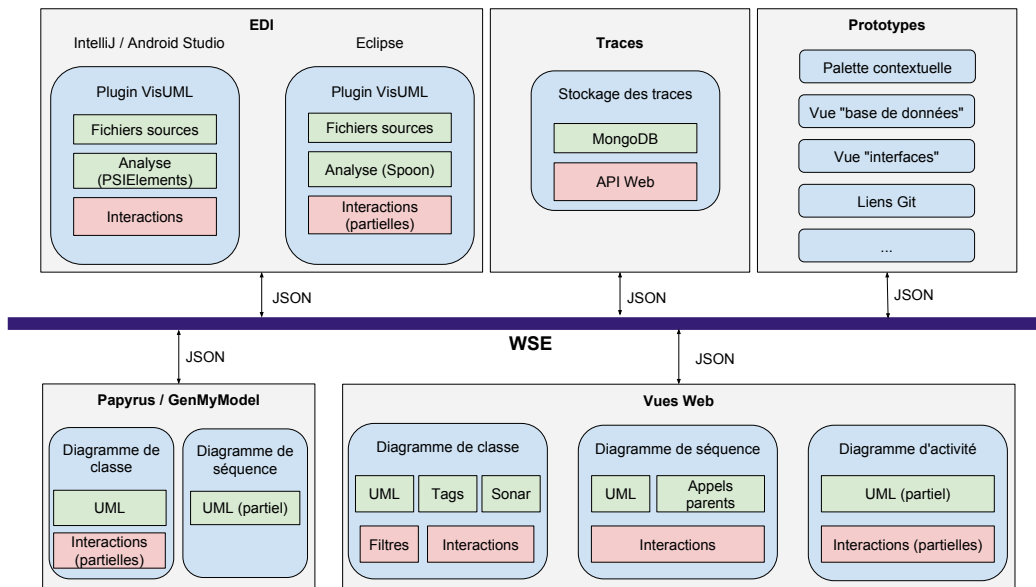 EDI
IntelliJ / Android Studio
Eclipse
Plugin VisUML
Fichiers sources
Analyse
(PSIElements)
Interactions
Plugin VisUML
Fichiers sources
Analyse (Spoon)
Interactions
(partielles)
Traces
Stockage des traces
MongoDB
API Web
Prototypes
Palette contextuelle
Vue "base de données"
Vue "interfaces"
Liens Git
...
JSON
JSON
JSON
WSE
JSON
JSON
Papyrus / GenMyModel
Diagramme de
classe
UML
Interactions
(partielles)
Diagramme de
séquence
UML (partiel)
Vues Web
Diagramme de classe
UML
Tags
Sonar
Filtres
Interactions
Diagramme de séquence
UML
Appels
parents
Interactions
Diagramme d'activité
UML (partiel)
Interactions (partielles)